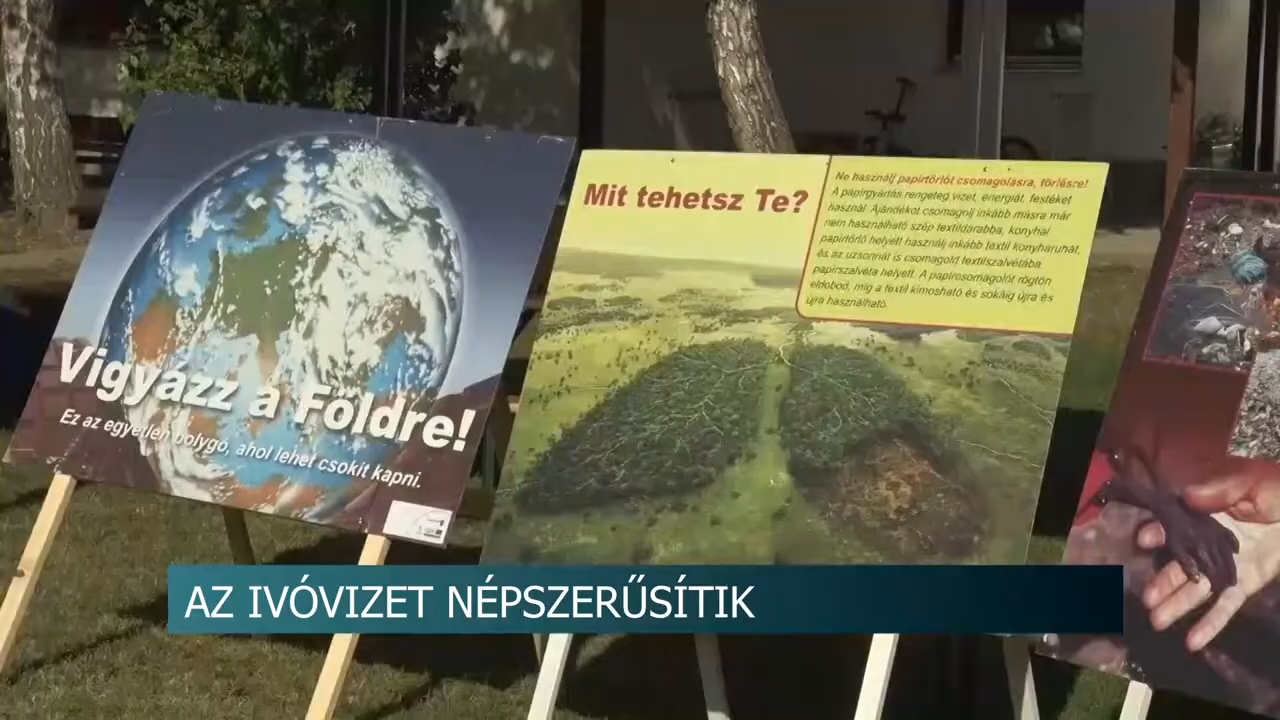 Vigyázz a Földre!
Ez az egyetlen bolygó, ahol lehet csokit kapni.
Mit tehetsz Te?
Ne használj papírtörlőt csomagolásra, törlésre!
A papírgyártás rengeteg vizet, energiát, festéket
használ. Ajándékot csomagolj inkább másra már
nem használható szép textildarabba, konyhai
papírtörlő helyett használj inkább textil konyharuhát,
és az uzsonnát is csomagold textilszalvétába
papírszalvéta helyett. A papírcsomagolót rögtön
eldobod, míg a textil kimosható és sokáig újra és
újra használható.
AZ IVÓVIZET NÉPSZERŰSÍTIK